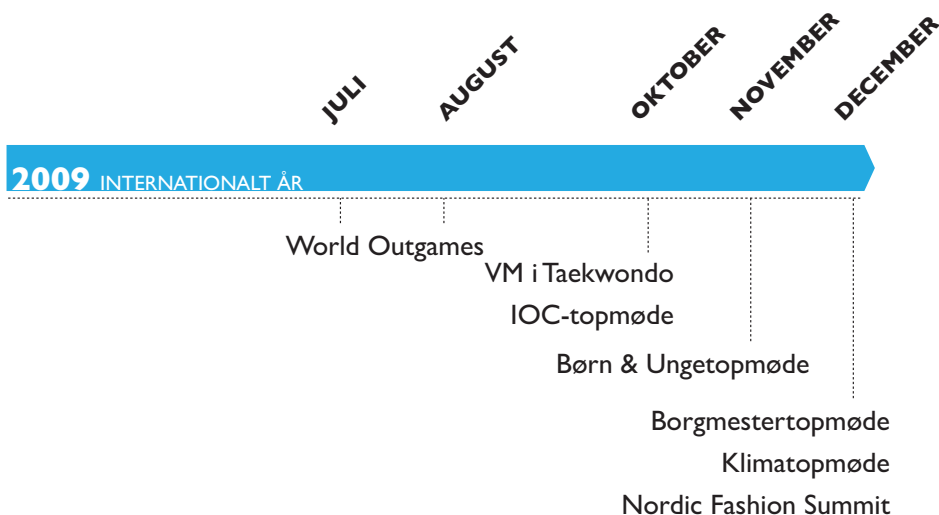 JULI
AUGUST
OKTOBER
NOVEMBER
DECEMBER
2009 INTERNATIONALT ÅR
World Outgames
VM i Taekwondo
IOC-topmøde
Børn & Ungetopmøde
Borgmestertopmøde
Klimatopmøde
Nordic Fashion Summit